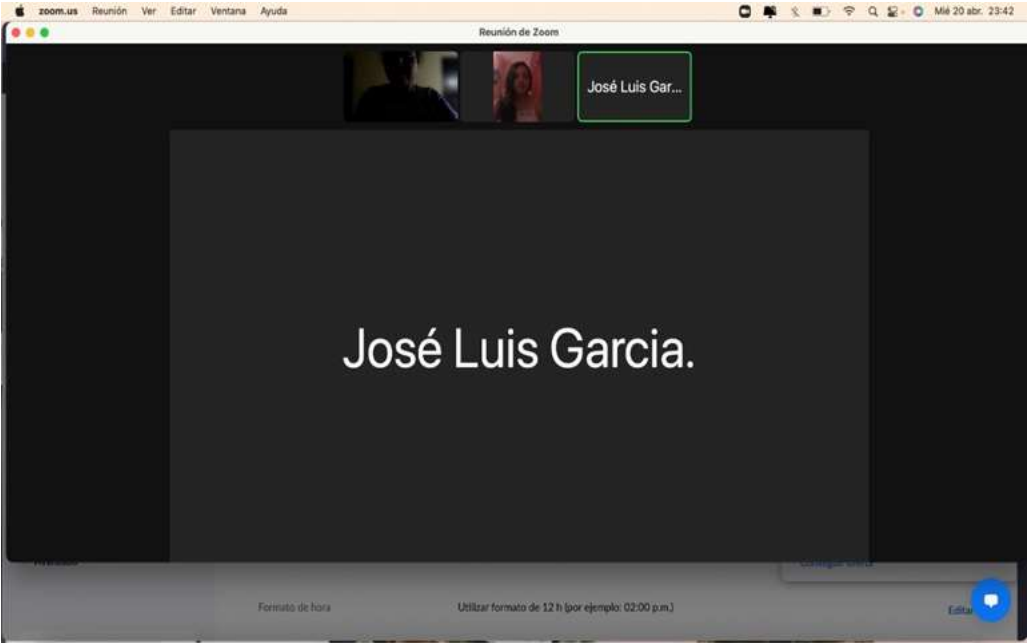 zoom.us Reunión Ver Editar Ventana Ayuda Mié 20 abr. 23:42
Reunión de Zoom
José Luis Gar...
José Luis Garcia.
Formato de hora Utilizar formato de 12 h (por ejemplo: 02:00 p.m.) Editar